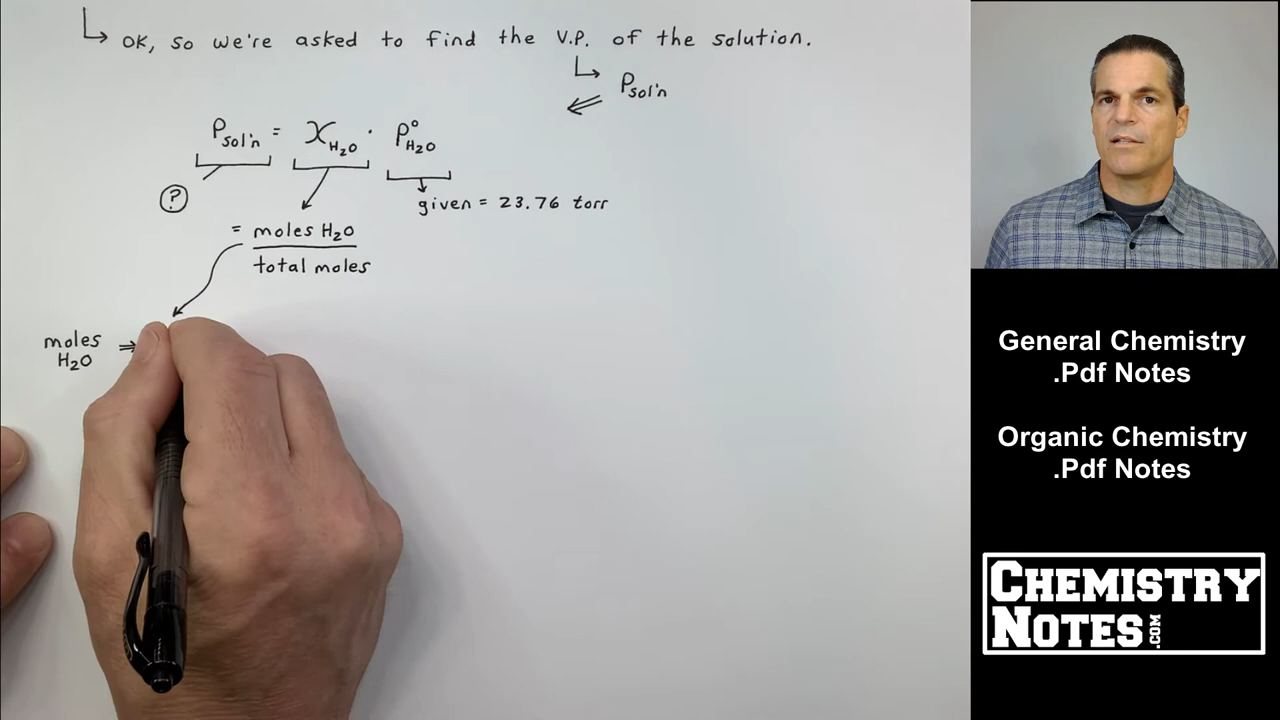 ↳ OK, so we're asked to find the V.P. of the solution.
↳ Psol'n
⇐
Psol'n = XH₂O · P°H₂O
?
given = 23.76 torr
= moles H₂O
total moles
moles ⇒
H₂O
General Chemistry
.Pdf Notes
Organic Chemistry
.Pdf Notes
CHEMISTRY
NOTES.COM